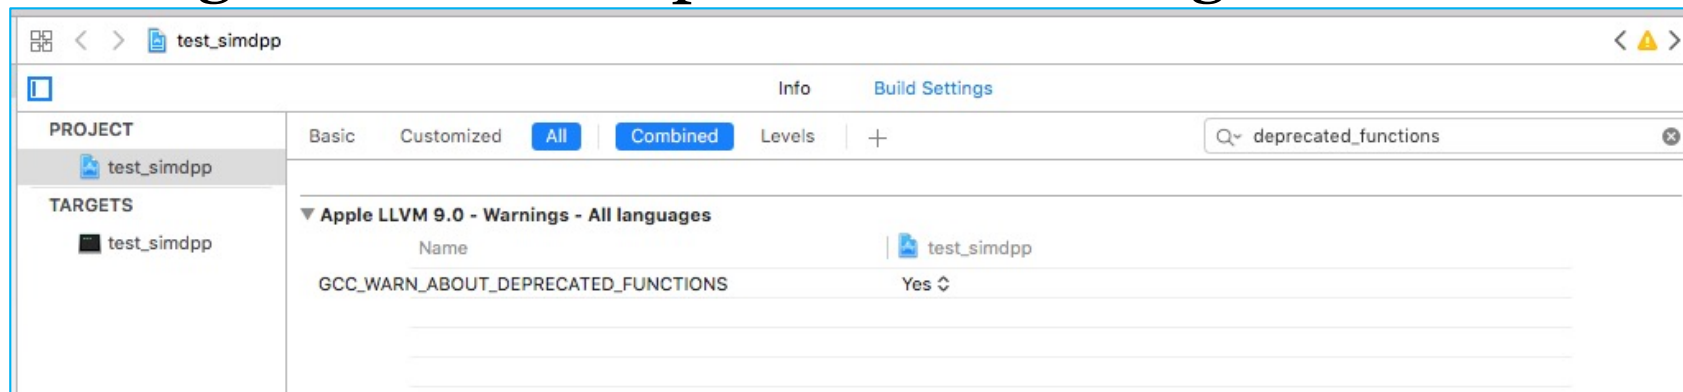 test_simdpp
Info Build Settings
PROJECT
Basic Customized All Combined Levels + deprecated_functions
test_simdpp
TARGETS
Apple LLVM 9.0 - Warnings - All languages
test_simdpp
Name test_simdpp
GCC_WARN_ABOUT_DEPRECATED_FUNCTIONS Yes